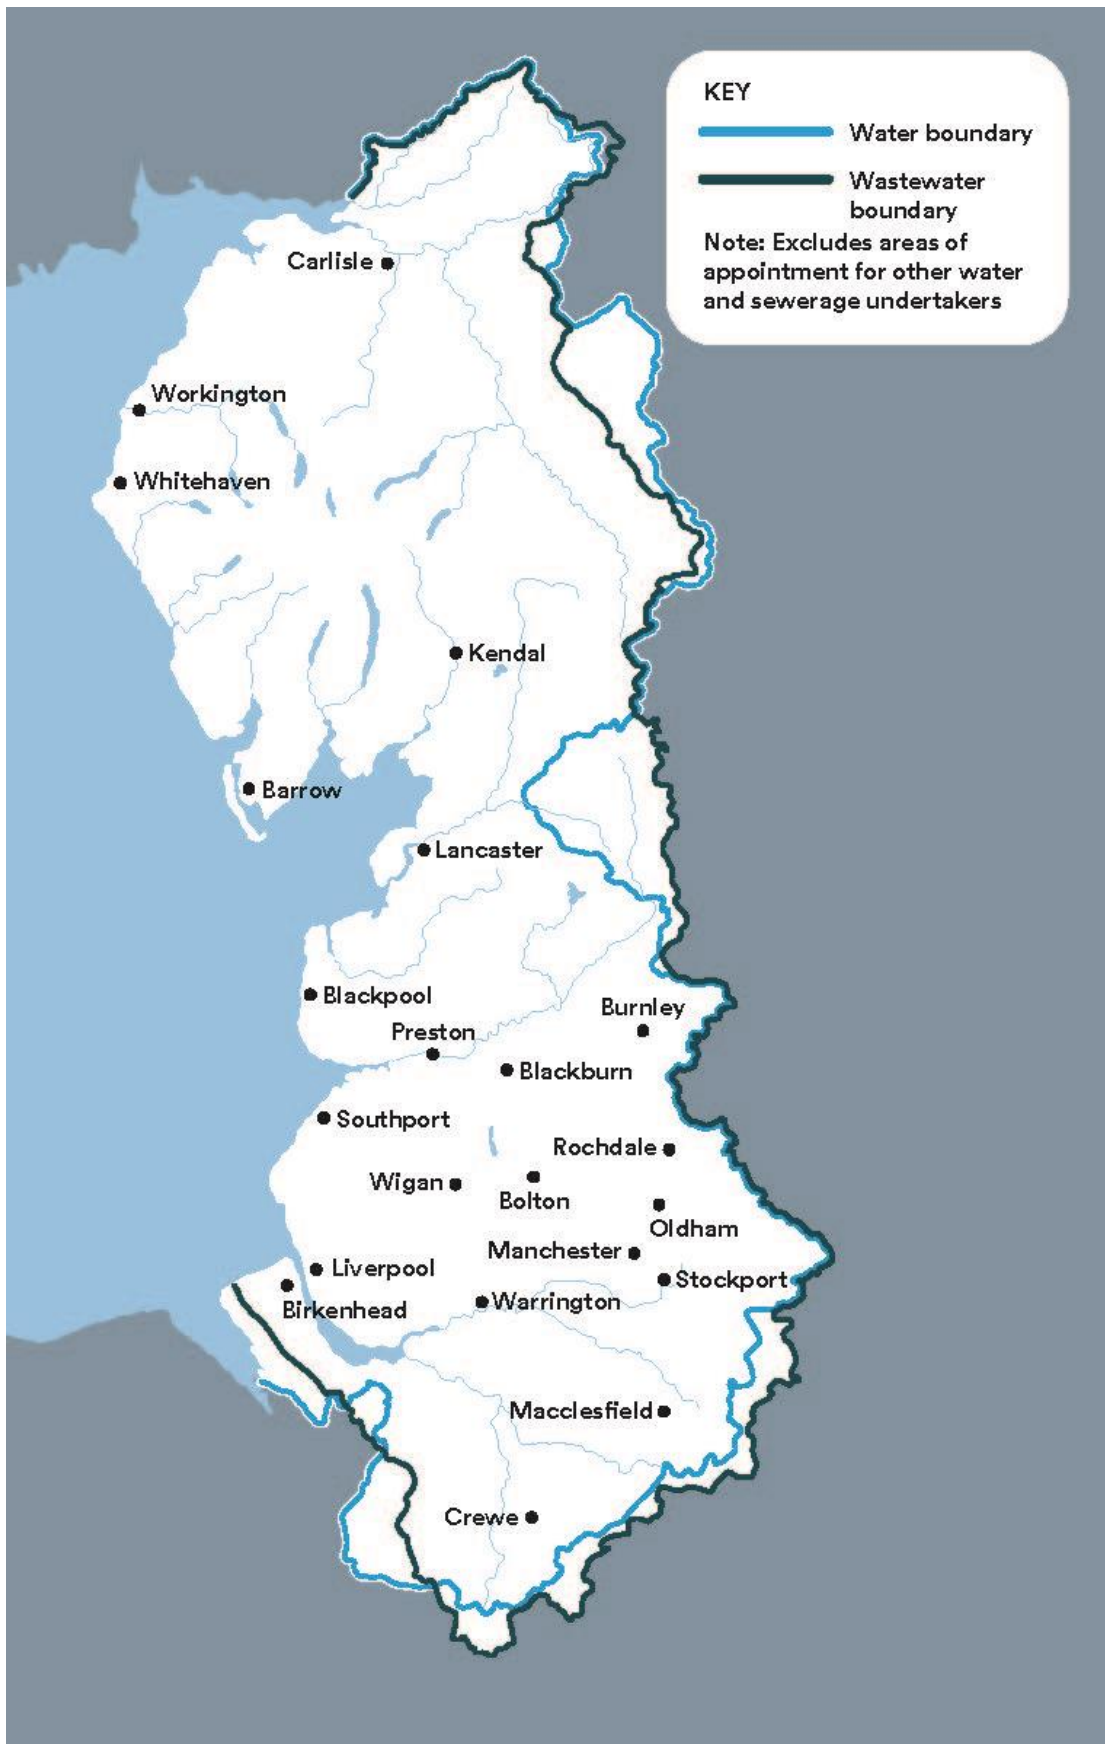 KEY
Water boundary
Wastewater
boundary
Note: Excludes areas of
appointment for other water
and sewerage undertakers
Carlisle
Workington
Whitehaven
Kendal
Barrow
Lancaster
Blackpool
Burnley
Preston
Blackburn
Southport
Rochdale
Wigan
Bolton
Oldham
Manchester
Liverpool
Stockport
Birkenhead
Warrington
Macclesfield
Crewe